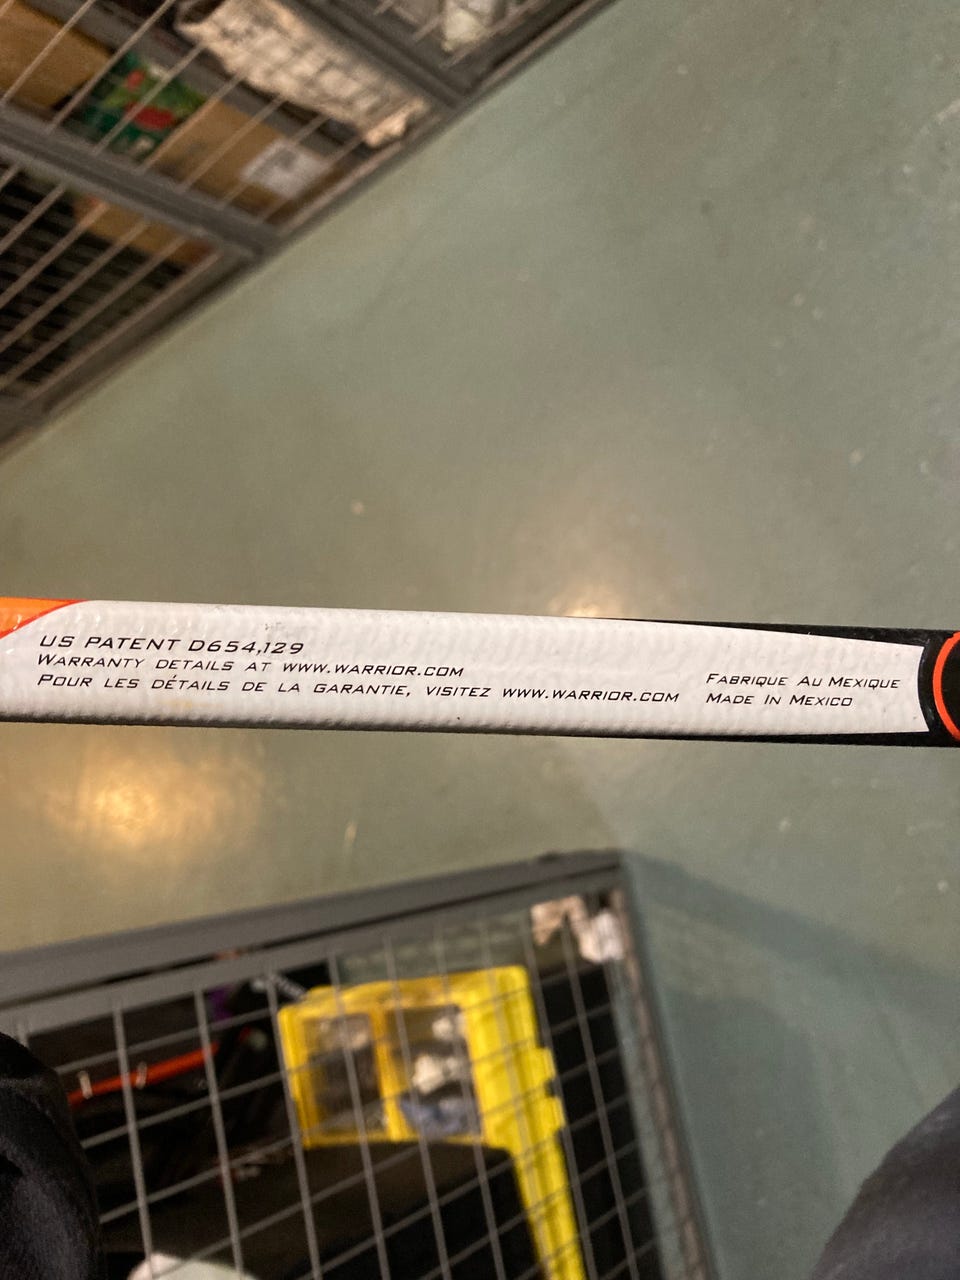 US PATENT D654,129
WARRANTY DETAILS AT WWW.WARRIOR.COM
POUR LES DÉTAILS DE LA GARANTIE, VISITEZ WWW.WARRIOR.COM
FABRIQUE AU MEXIQUE
MADE IN MEXICO